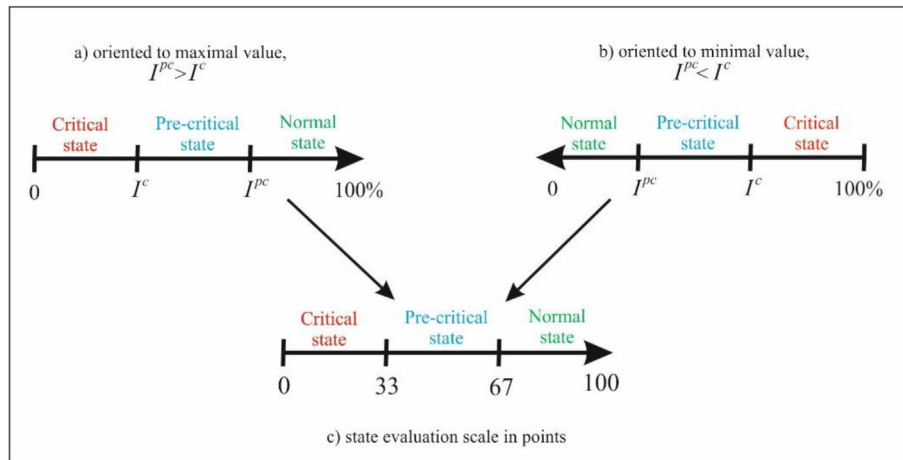 a) oriented to maximal value,
I^pc>I^c
Critical state
Pre-critical state
Normal state
0
I^c
I^pc
100%
b) oriented to minimal value,
I^pc< I^c
Normal state
Pre-critical state
Critical state
0
I^pc
I^c
100%
Critical state
Pre-critical state
Normal state
0
33
67
100
c) state evaluation scale in points